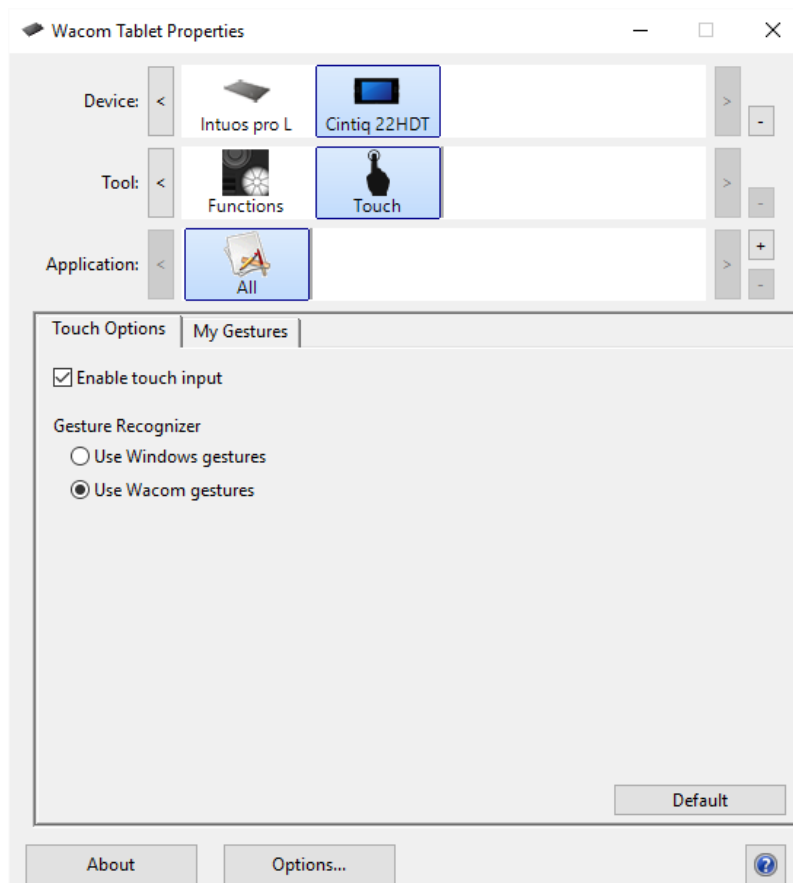 Wacom Tablet Properties
Device:
<
Intuos pro L
Cintiq 22HDT
>
-
Tool:
<
Functions
Touch
>
-
Application:
<
All
>
+
-
Touch Options
My Gestures
Enable touch input
Gesture Recognizer
Use Windows gestures
Use Wacom gestures
Default
About
Options...
?